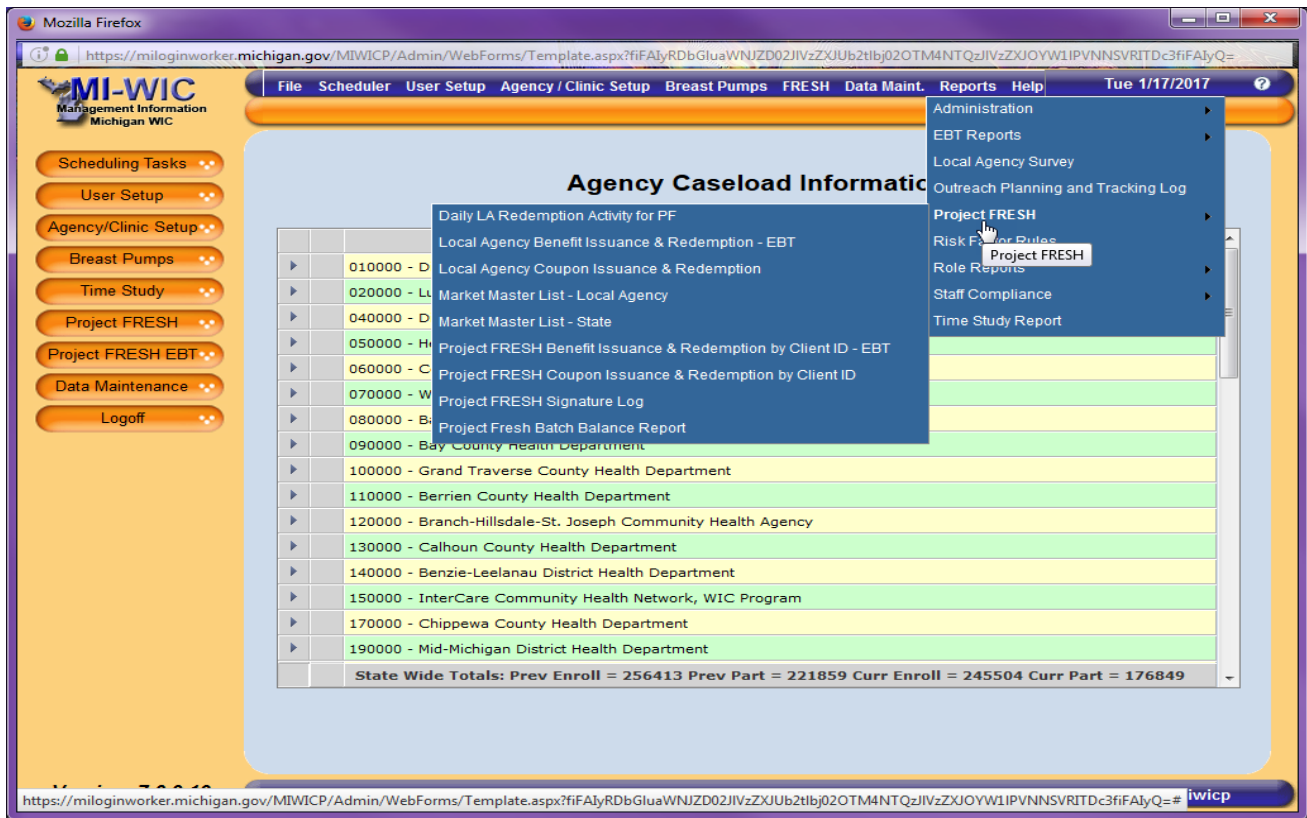 Mozilla Firefox
https://miloginworker.michigan.gov/MIWICP/Admin/WebForms/Template.aspx?
MI-WIC
Management Information
Michigan WIC
File Scheduler User Setup Agency / Clinic Setup Breast Pumps FRESH Data Maint. Reports Help Tue 1/17/2017 ?
Scheduling Tasks
User Setup
Agency/Clinic Setup
Breast Pumps
Time Study
Project FRESH
Project FRESH EBT
Data Maintenance
Logoff
Administration
EBT Reports
Local Agency Survey
Outreach Planning and Tracking Log
Project FRESH
Risk Factor Rules
Project FRESH
Role Reports
Staff Compliance
Time Study Report
Agency Caseload Informatio
Daily LA Redemption Activity for PF
Local Agency Benefit Issuance & Redemption - EBT
Local Agency Coupon Issuance & Redemption
Market Master List - Local Agency
Market Master List - State
Project FRESH Benefit Issuance & Redemption by Client ID - EBT
Project FRESH Coupon Issuance & Redemption by Client ID
Project FRESH Signature Log
Project Fresh Batch Balance Report
010000 - D
020000 - Lu
040000 - D
050000 - He
060000 - C
070000 - W
080000 - Ba
090000 - Bay County Health Department
100000 - Grand Traverse County Health Department
110000 - Berrien County Health Department
120000 - Branch-Hillsdale-St. Joseph Community Health Agency
130000 - Calhoun County Health Department
140000 - Benzie-Leelanau District Health Department
150000 - InterCare Community Health Network, WIC Program
170000 - Chippewa County Health Department
190000 - Mid-Michigan District Health Department
State Wide Totals: Prev Enroll = 256413 Prev Part = 221859 Curr Enroll = 245504 Curr Part = 176849
https://miloginworker.michigan.gov/MIWICP/Admin/WebForms/Template.aspx?
iwicp